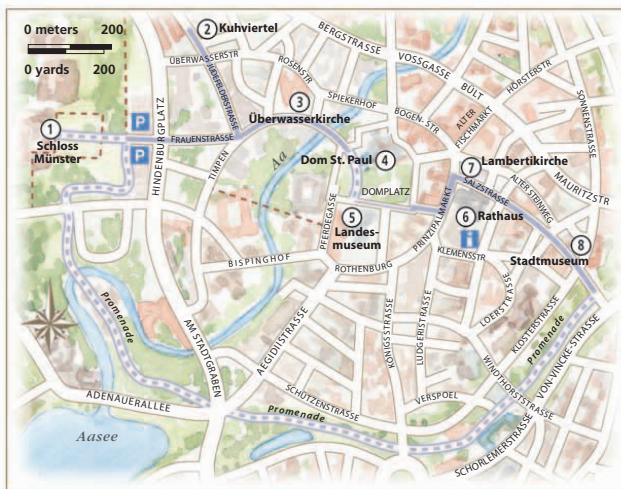 0 meters 200
0 yards 200
2 Kuhviertel
BERGSTRASSE
VOSSGASSE
BÜLT
HÖRSTERSTR
SONNENSTRASSE
ÜBERWASSERSTR
JUDEFELDERSTRASSE
ROSENSTR
SPIEKERHOF
BOGEN- STR
ALTER
FISCHMARKT
3
Überwasserkirche
1
Schloss
Münster
P
P
HINDENBURGPLATZ
FRAUENSTRASSE
TIMPEN
Aa
Dom St. Paul 4
DOMPLATZ
7 Lambertikirche
SALZSTRASSE
ALTER STEINWEG
MAURITZSTR
5
Landes-
museum
PFERDEGASSE
PRINZIPALMARKT
6 Rathaus
i
KLEMENSSTR
8
Stadtmuseum
BISPINGHOF
ROTHENBURG
LOERSTRASSE
KLOSTERSTRASSE
Promenade
Promenade
AM STADTGRABEN
AEGIDIISTRASSE
KÖNIGSSTRASSE
LUDGERISTRASSE
WINDTHORSTSTRASSE
VON-VINCKE-STRASSE
ADENAUERALLEE
SCHÜTZENSTRASSE
Promenade
VERSPOEL
SCHORLEMERSTRASSE
Aasee